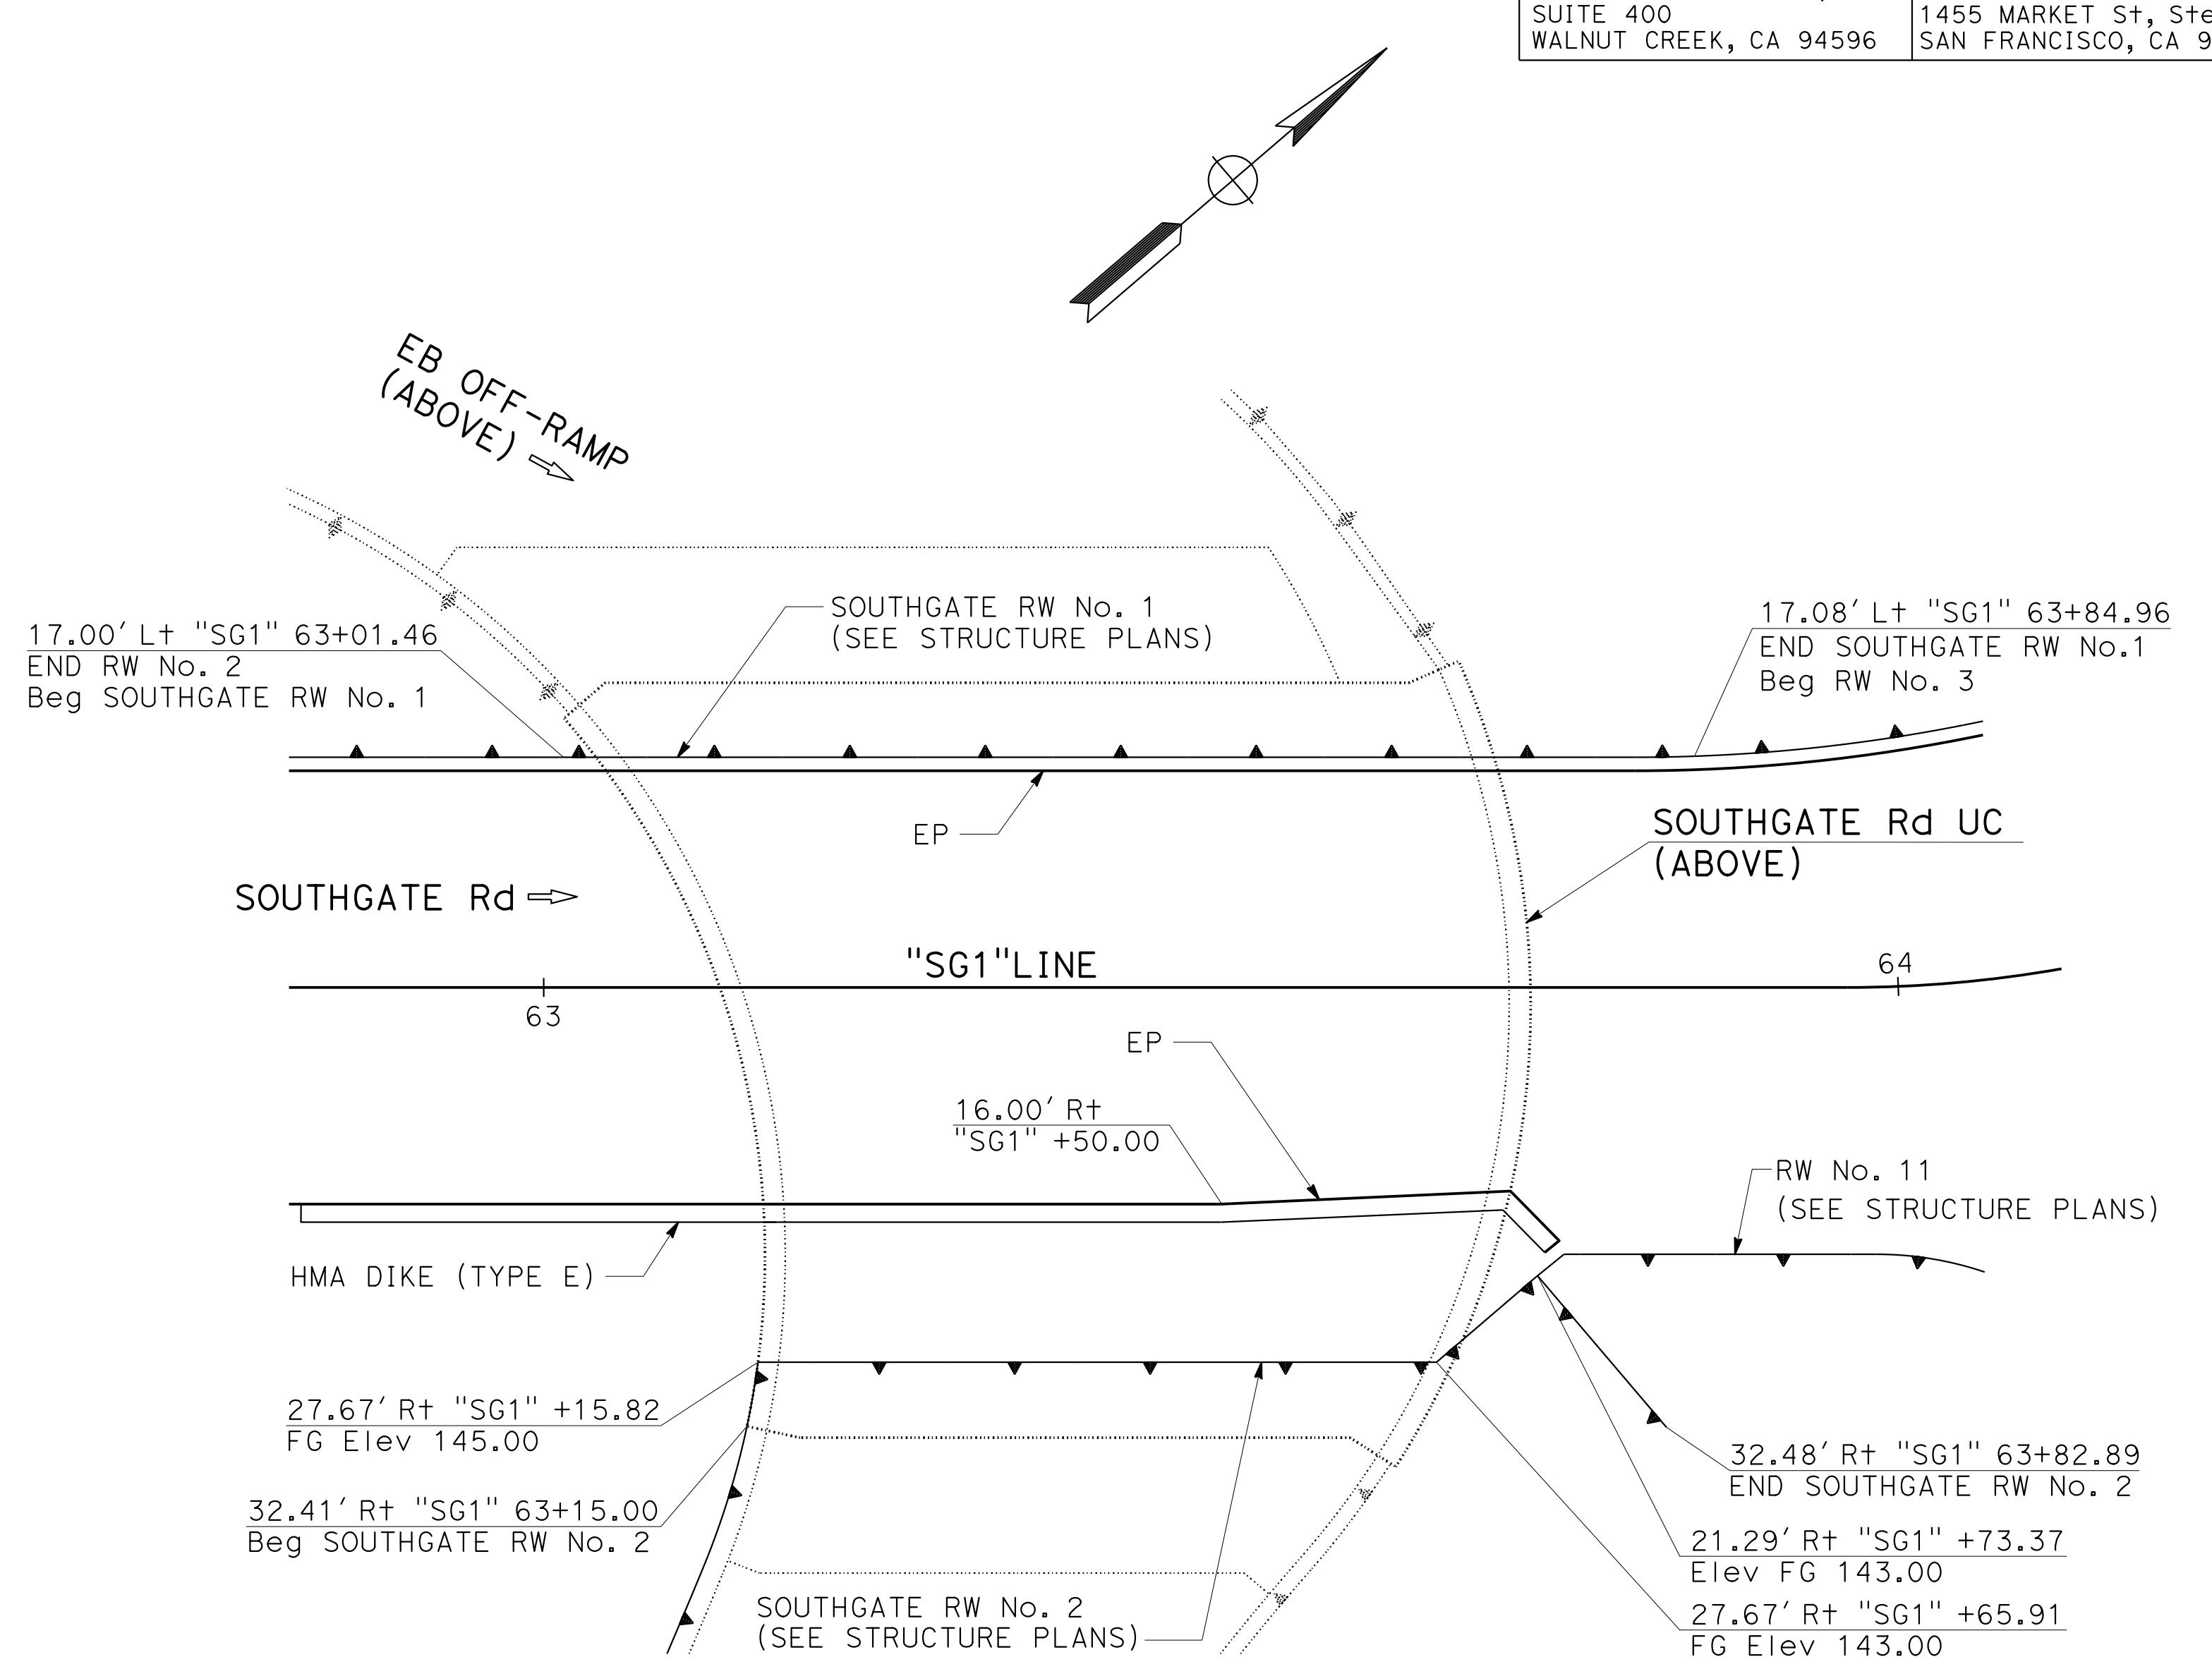 SUITE 400
WALNUT CREEK, CA 94596
1455 MARKET St, Ste
SAN FRANCISCO, CA 9
EB OFF-RAMP
(ABOVE)
17.00' Lt "SG1" 63+01.46
END RW No. 2
Beg SOUTHGATE RW No. 1
SOUTHGATE RW No. 1
(SEE STRUCTURE PLANS)
17.08' Lt "SG1" 63+84.96
END SOUTHGATE RW No.1
Beg RW No. 3
EP
SOUTHGATE Rd UC
(ABOVE)
SOUTHGATE Rd
"SG1"LINE
63
64
EP
16.00' Rt
"SG1" +50.00
RW No. 11
(SEE STRUCTURE PLANS)
HMA DIKE (TYPE E)
27.67' Rt "SG1" +15.82
FG Elev 145.00
32.41' Rt "SG1" 63+15.00
Beg SOUTHGATE RW No. 2
32.48' Rt "SG1" 63+82.89
END SOUTHGATE RW No. 2
21.29' Rt "SG1" +73.37
Elev FG 143.00
SOUTHGATE RW No. 2
(SEE STRUCTURE PLANS)
27.67' Rt "SG1" +65.91
FG Elev 143.00